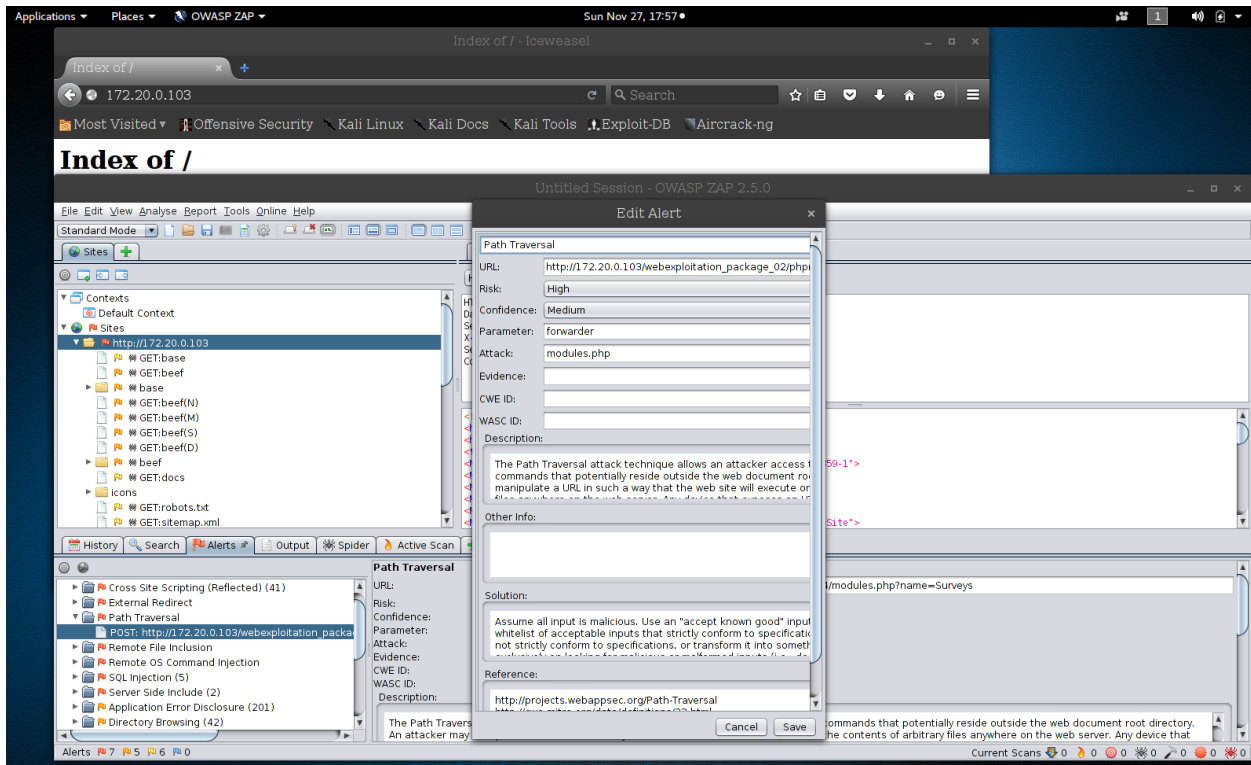 Applications Places OWASP ZAP Sun Nov 27, 17:57 1
Index of / - Iceweasel
Index of /
172.20.0.103 Search
Most Visited Offensive Security Kali Linux Kali Docs Kali Tools Exploit-DB Aircrack-ng
Index of /
Untitled Session - OWASP ZAP 2.5.0
File Edit View Analyse Report Tools Online Help
Standard Mode
Sites
Contexts
Default Context
Sites
http://172.20.0.103
GET:base
GET:beef
base
GET:beef(N)
GET:beef(M)
GET:beef(S)
GET:beef(D)
beef
GET:docs
icons
GET:robots.txt
GET:sitemap.xml
Edit Alert
Path Traversal
URL: http://172.20.0.103/webexploitation_package_02/php
Risk: High
Confidence: Medium
Parameter: forwarder
Attack: modules.php
Evidence:
CWE ID:
WASC ID:
Description:
The Path Traversal attack technique allows an attacker access
commands that potentially reside outside the web document
manipulate a URL in such a way that the web site will execute or
Other Info:
Solution:
Assume all input is malicious. Use an "accept known good" input
whitelist of acceptable inputs that strictly conform to
not strictly conform to specifications, or transform it into
Reference:
http://projects.webappsec.org/Path-Traversal
Cancel Save
59-1">
Site">
History Search Alerts Output Spider Active Scan
Cross Site Scripting (Reflected) (41)
External Redirect
Path Traversal
POST: http://172.20.0.103/webexploitation_packa
Remote File Inclusion
Remote OS Command Injection
SQL Injection (5)
Server Side Include (2)
Application Error Disclosure (201)
Directory Browsing (42)
Path Traversal
URL: /modules.php?name=Surveys
Risk:
Confidence:
Parameter:
Attack:
Evidence:
CWE ID:
WASC ID:
Description:
The Path Travers ommands that potentially reside outside the web document root directory.
An attacker may he contents of arbitrary files anywhere on the web server. Any device that
Alerts 7 5 6 0 Current Scans 0 0 0 0 0 0 0